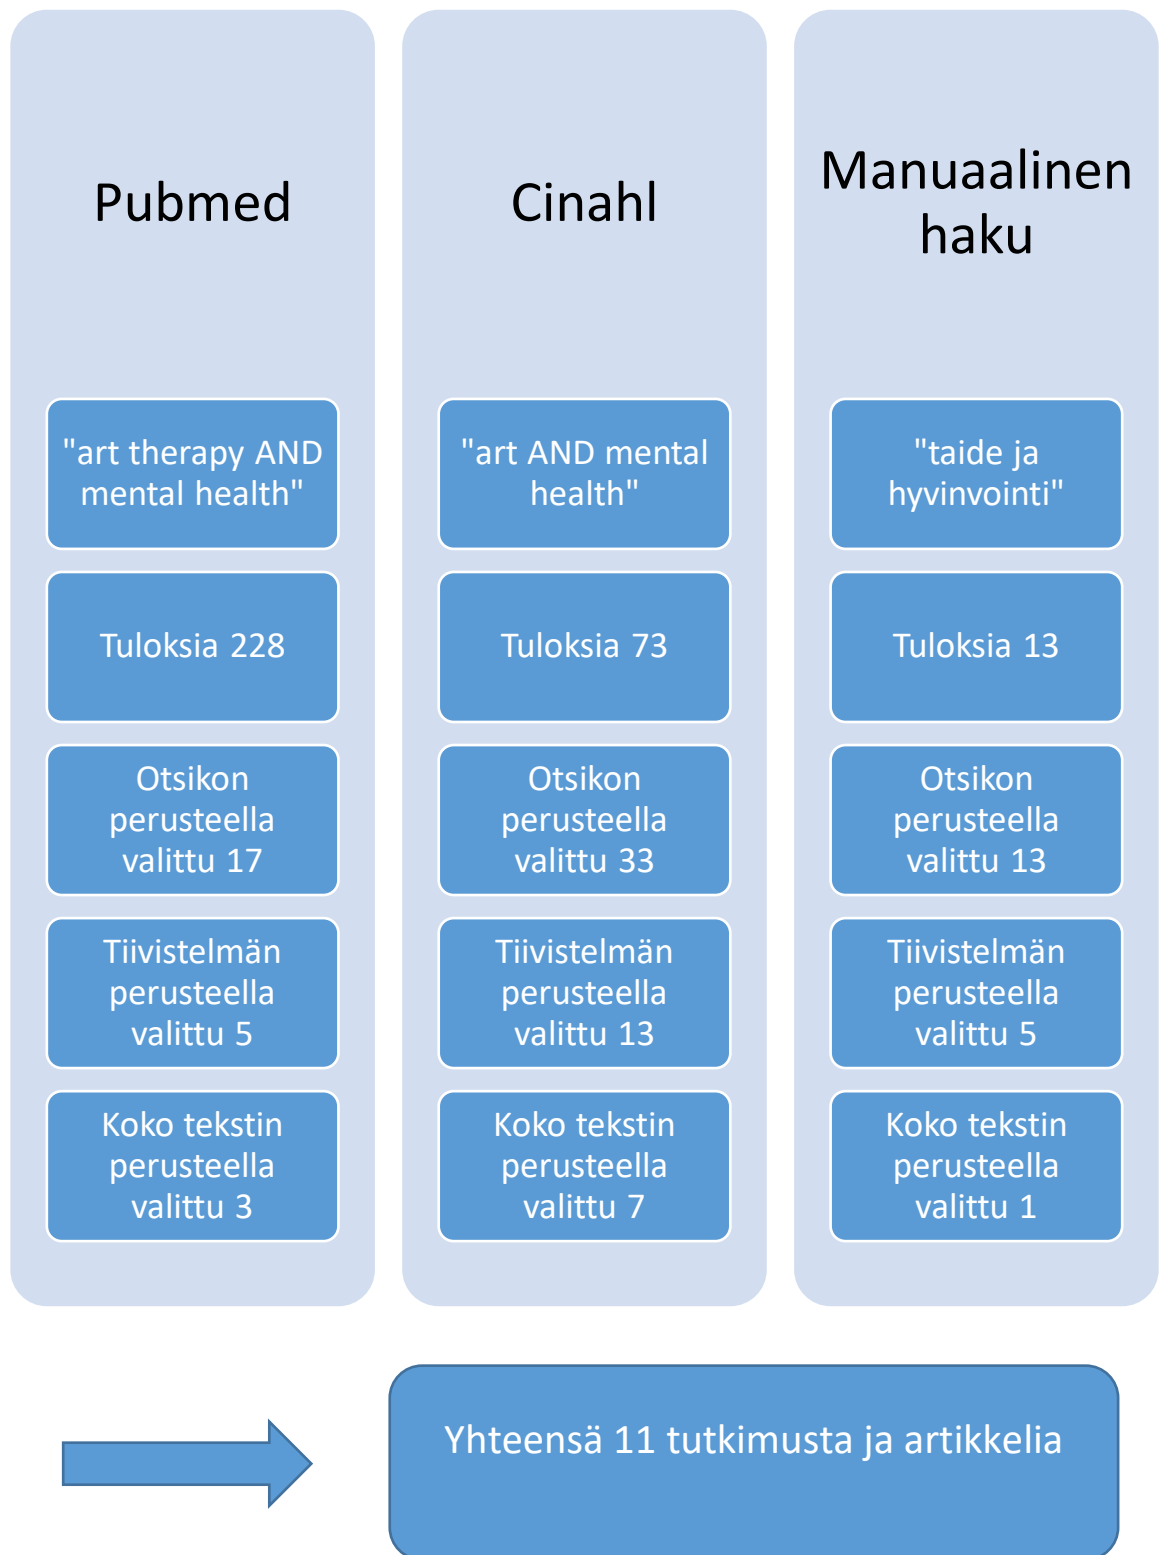 Pubmed
"art therapy AND
mental health"
Tuloksia 228
Otsikon
perusteella
valittu 17
Tiivistelmän
perusteella
valittu 5
Koko tekstin
perusteella
valittu 3
Cinahl
"art AND mental
health"
Tuloksia 73
Otsikon
perusteella
valittu 33
Tiivistelmän
perusteella
valittu 13
Koko tekstin
perusteella
valittu 7
Manuaalinen
haku
"taide ja
hyvinvointi"
Tuloksia 13
Otsikon
perusteella
valittu 13
Tiivistelmän
perusteella
valittu 5
Koko tekstin
perusteella
valittu 1
Yhteensä 11 tutkimusta ja artikkelia